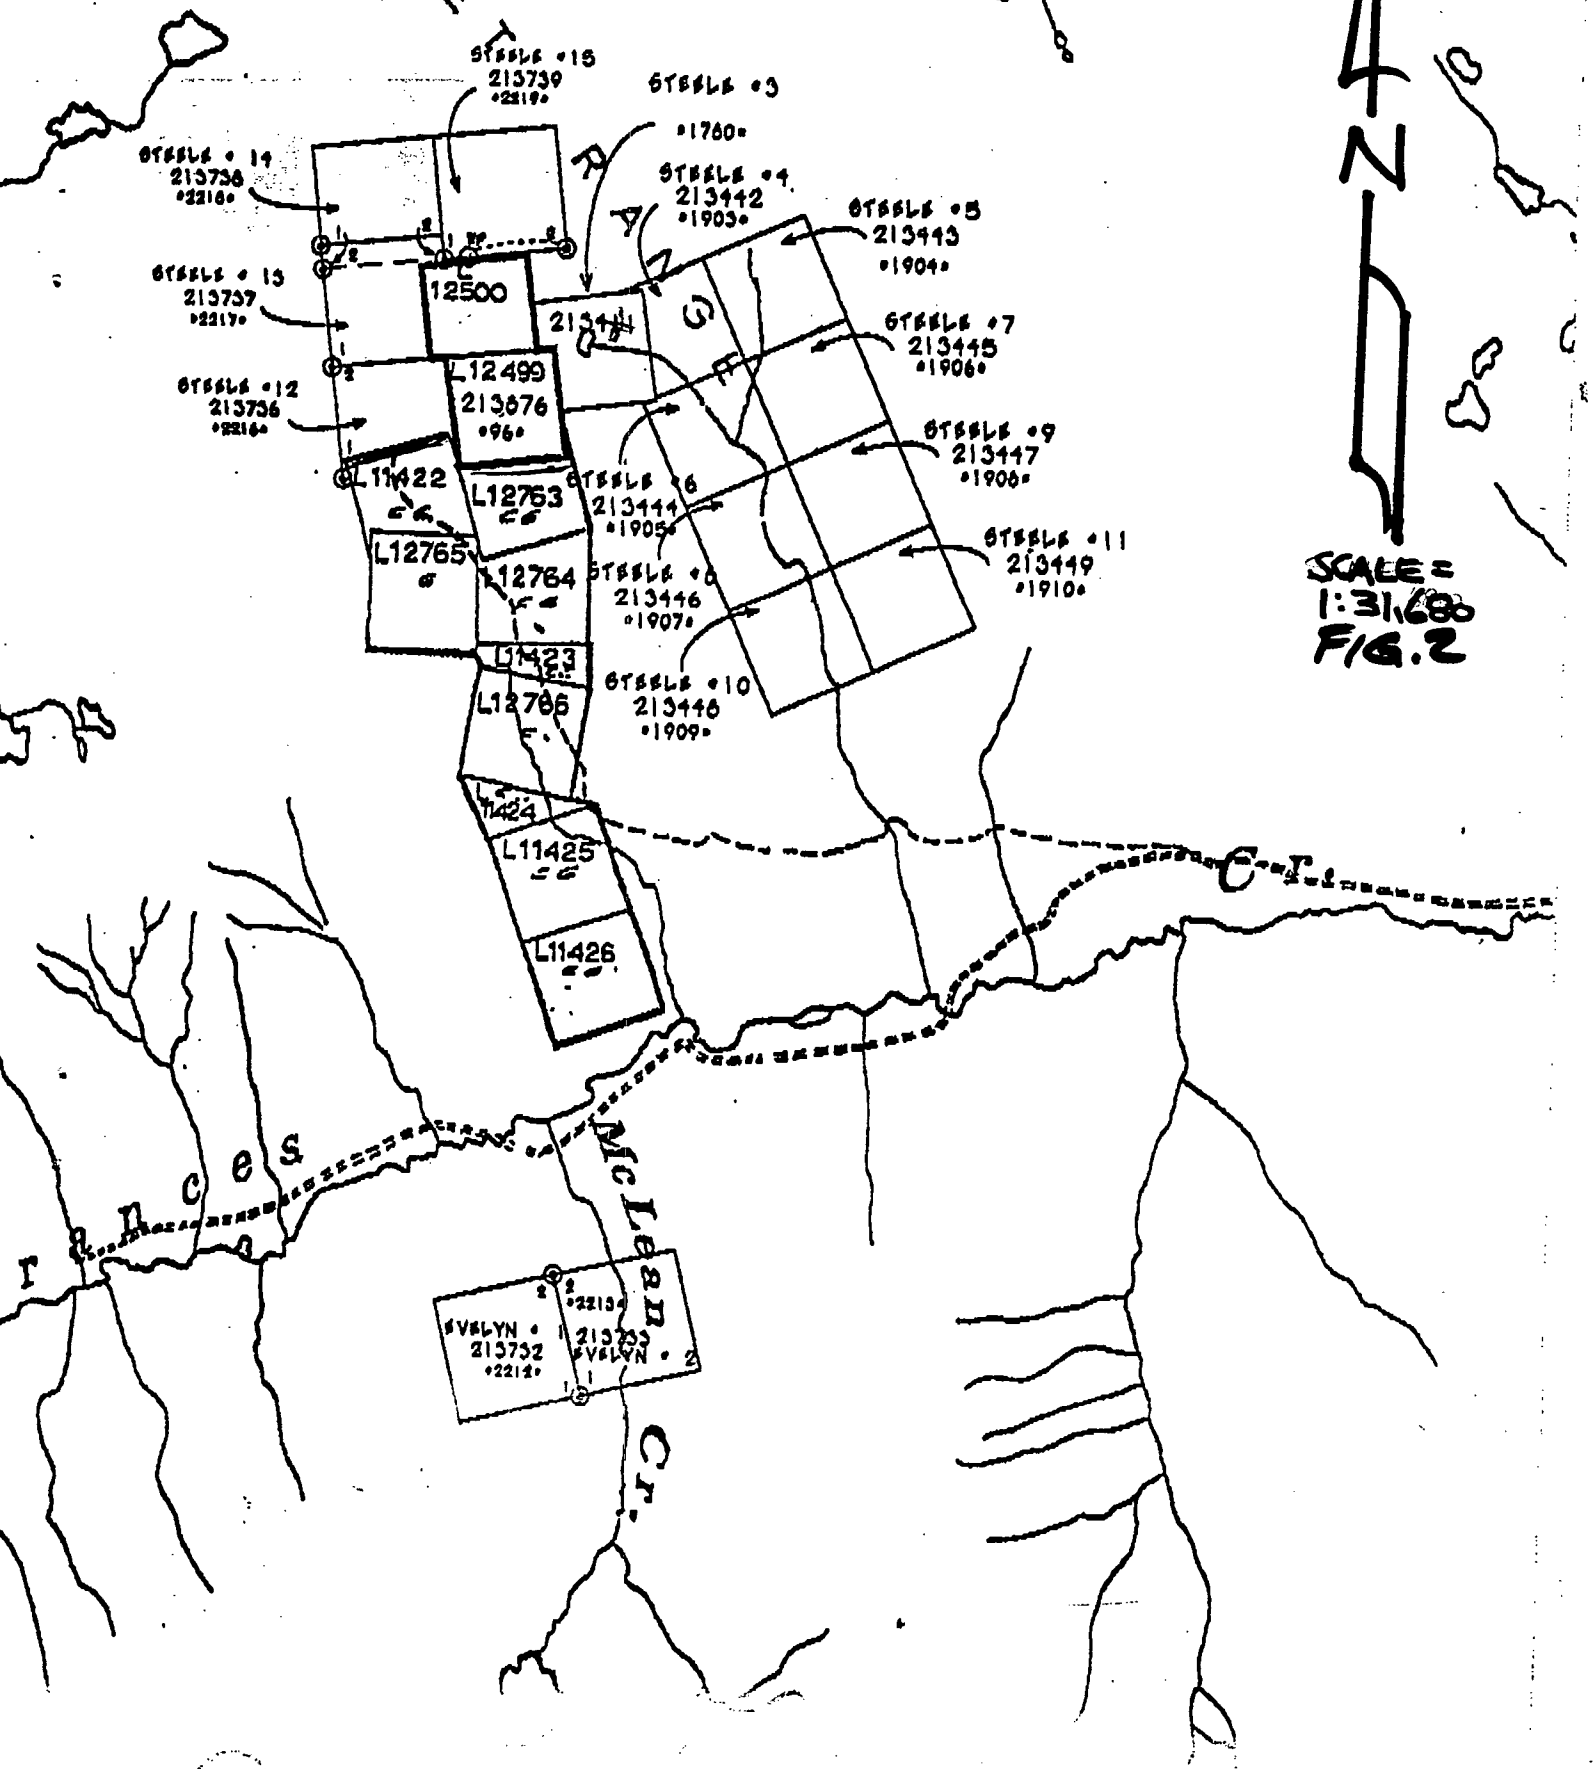 STEELE #15
213739
"2219"
STEELE #3
"1760"
STEELE # 14
213738
"2218"
STEELE #4
213442
"1903"
STEELE #5
213443
"1904"
N
RANGE
STEELE # 13
213737
"2217"
12500
STEELE #7
213445
"1906"
STEELE #12
213736
"2216"
L12499
213676
"96"
STEELE #9
213447
"1908"
L11422
L12763
STEELE #6
213444
"1905"
L12765
L12764
STEELE #8
213446
"1907"
STEELE #11
213449
"1910"
SCALE =
1:31,680
FIG. 2
L11423
L12766
STEELE #10
213448
"1909"
L11424
L11425
L11426
Cr.
rances
McLean Cr.
EVELYN #
213732
"2212"
"2213"
213733
EVELYN # 2